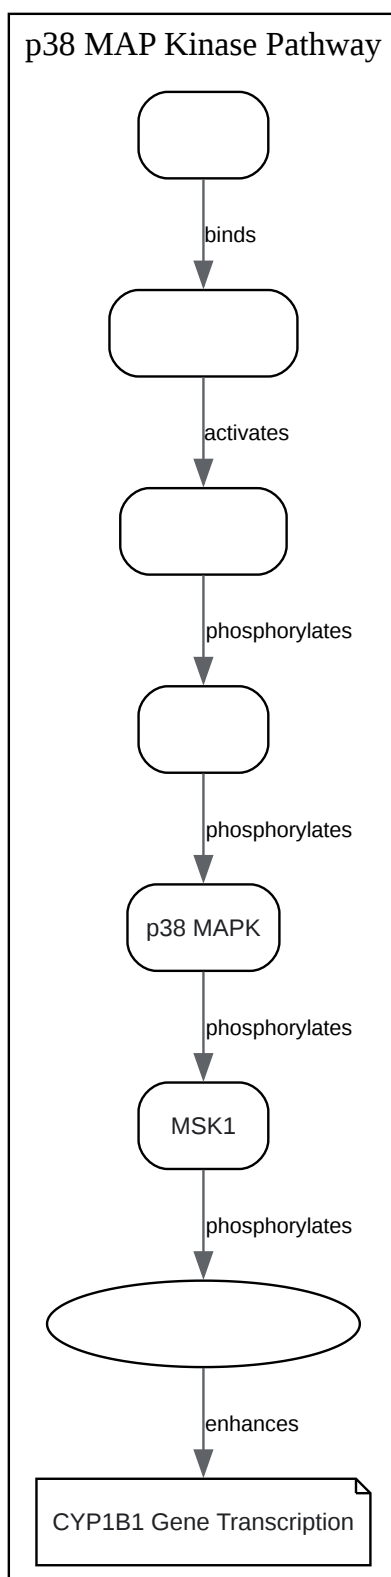 p38 MAP Kinase Pathway
binds
activates
phosphorylates
phosphorylates
p38 MAPK
phosphorylates
MSK1
phosphorylates
enhances
CYP1B1 Gene Transcription